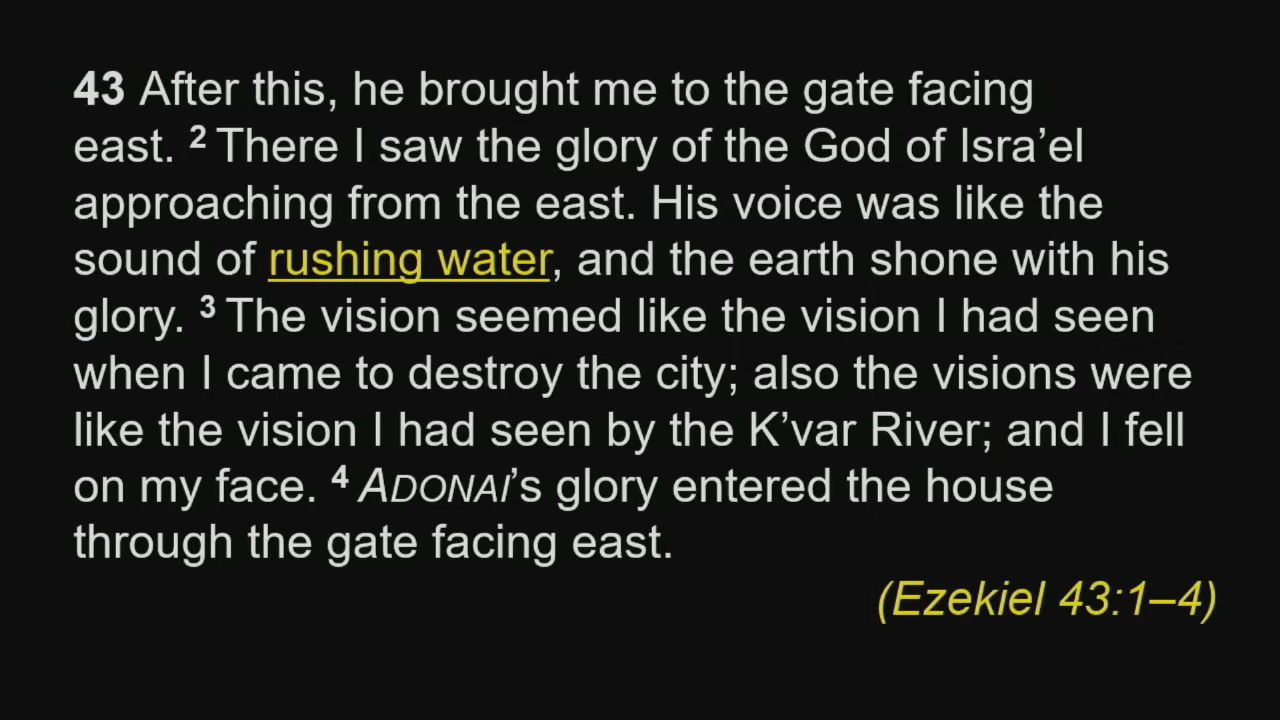 43 After this, he brought me to the gate facing
east. 2 There I saw the glory of the God of Isra’el
approaching from the east. His voice was like the
sound of rushing water, and the earth shone with his
glory. 3 The vision seemed like the vision I had seen
when I came to destroy the city; also the visions were
like the vision I had seen by the K’var River; and I fell
on my face. 4 ADONAI’s glory entered the house
through the gate facing east.
(Ezekiel 43:1–4)